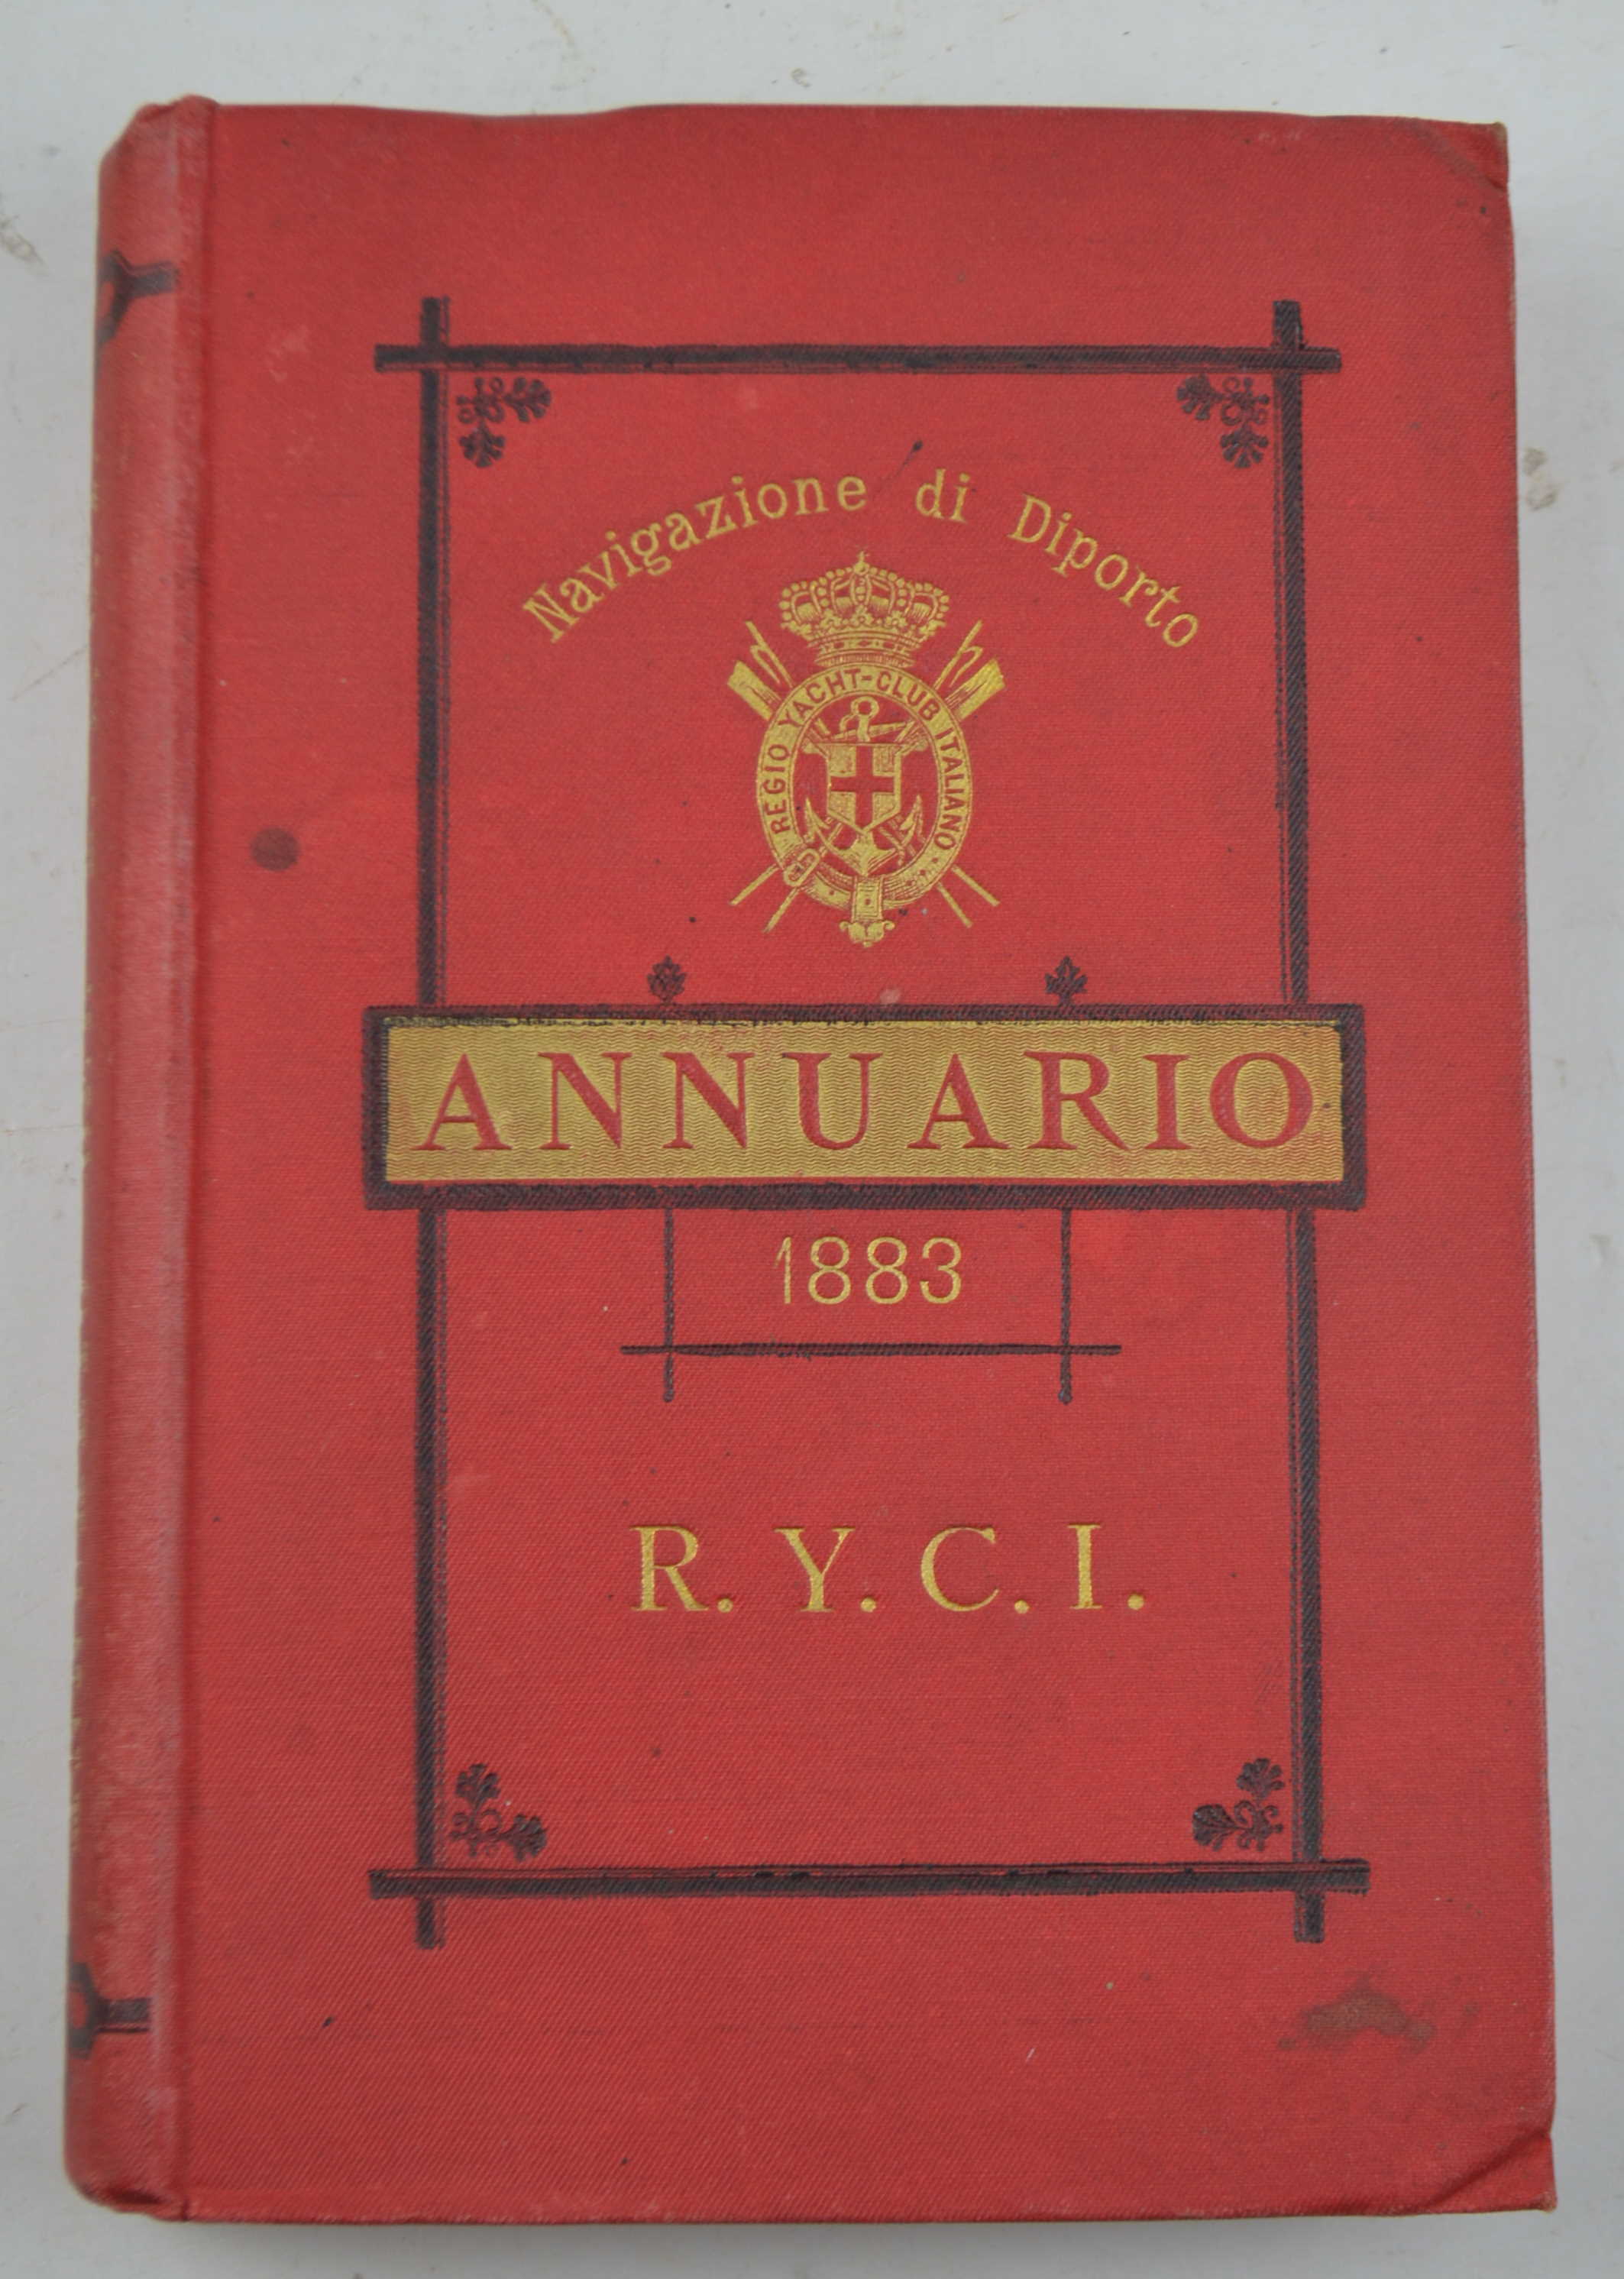 Navigazione di Diporto
REGIO YACHT-CLUB ITALIANO
ANNUARIO
1883
R. Y. C. I.